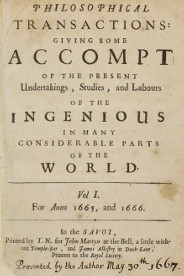 PHILOSOPHICAL
TRANSACTIONS:
GIVING SOME
ACCOMPT
OF THE PRESENT
Undertakings, Studies, and Labours
OF THE
INGENIOUS
IN MANY
CONSIDERABLE PARTS
OF THE
WORLD.
Vol I.
For Anno 1665, and 1666.
In the SAVOY,
Printed by T. N. for John Martyn at the Bell, a little with-
out Temple-Bar, and James Allestry in Duck-Lane,
Printers to the Royal Society.
Presented by the Author May 30th. 1667.